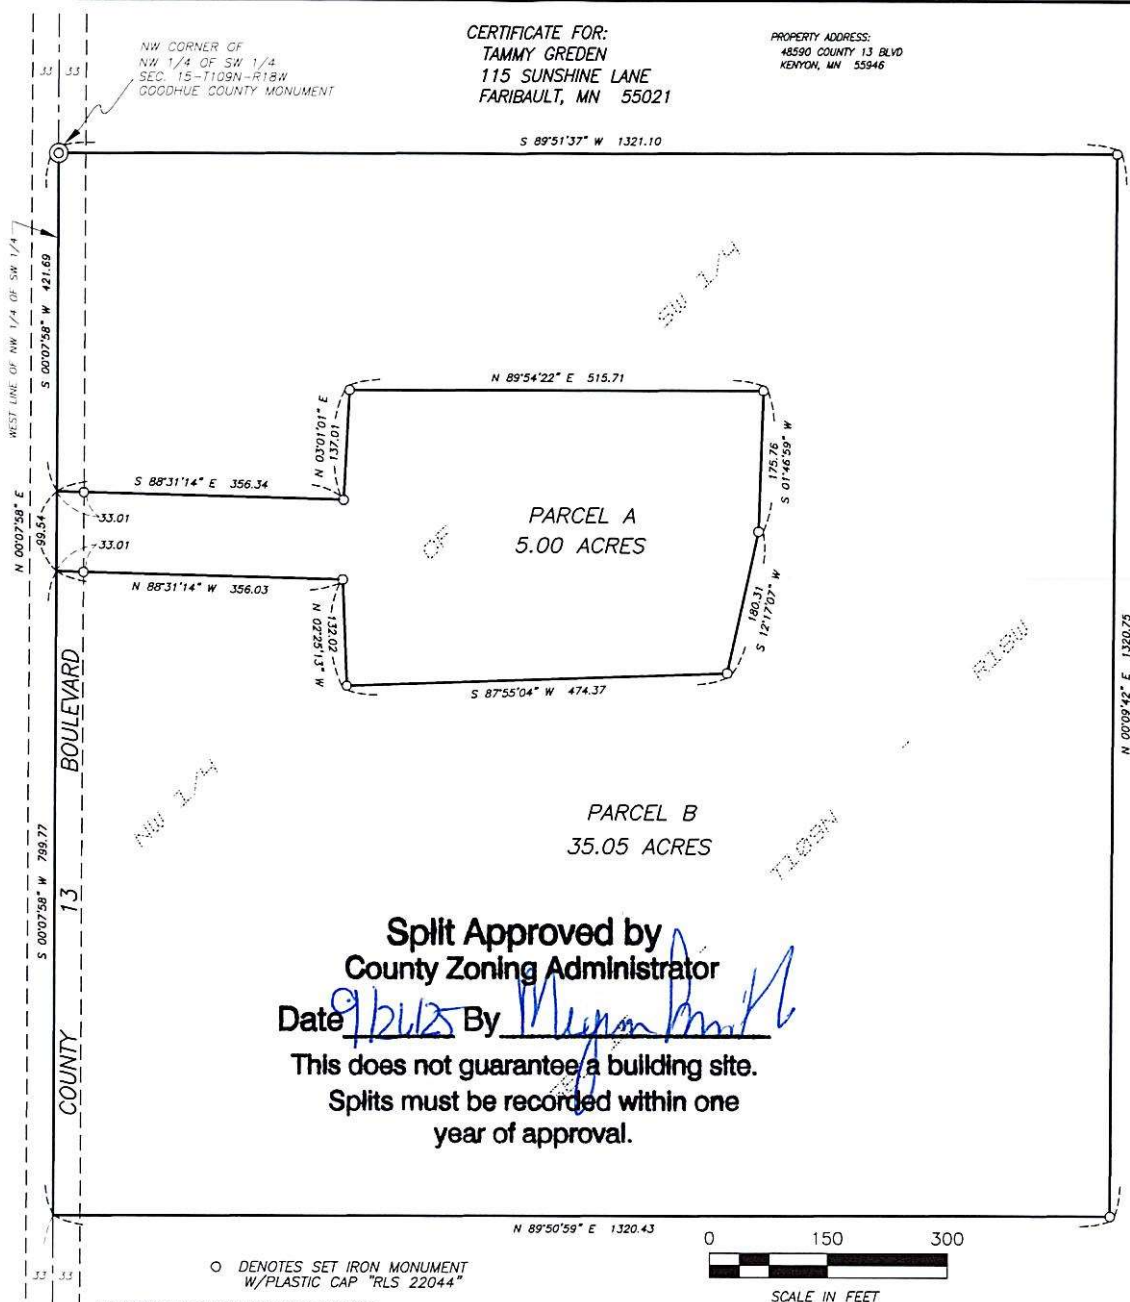 CERTIFICATE FOR:
TAMMY GREDEN
115 SUNSHINE LANE
FARIBAULT, MN 55021
PROPERTY ADDRESS:
48590 COUNTY 13 BLVD
KENYON, MN 55946
NW CORNER OF
NW 1/4 OF SW 1/4
SEC. 15-T109N-R18W
GOODHUE COUNTY MONUMENT
33 33
S 89°51'37" W 1321.10
WEST LINE OF NW 1/4 OF SW 1/4
S 00°07'58" W 421.69
SW 1/4
N 89°54'22" E 515.71
N 03°01'01" E
137.01
175.76
S 01°46'59" W
S 88°31'14" E 356.34
33.01
N 00°07'58" E
99.54
33.01
PARCEL A
5.00 ACRES
OF
N 88°31'14" W 356.03
N 02°25'13" W
132.02
180.31
S 12°17'07" W
S 87°55'04" W 474.37
R18W
N 00°09'42" E 1320.75
NW 1/4
PARCEL B
35.05 ACRES
T109N
S 00°07'58" W 799.77
COUNTY 13 BOULEVARD
Split Approved by
County Zoning Administrator
Date By
This does not guarantee a building site.
Splits must be recorded within one
year of approval.
N 89°50'59" E 1320.43
33 33
DENOTES SET IRON MONUMENT
W/PLASTIC CAP "RLS 22044"
0 150 300
SCALE IN FEET